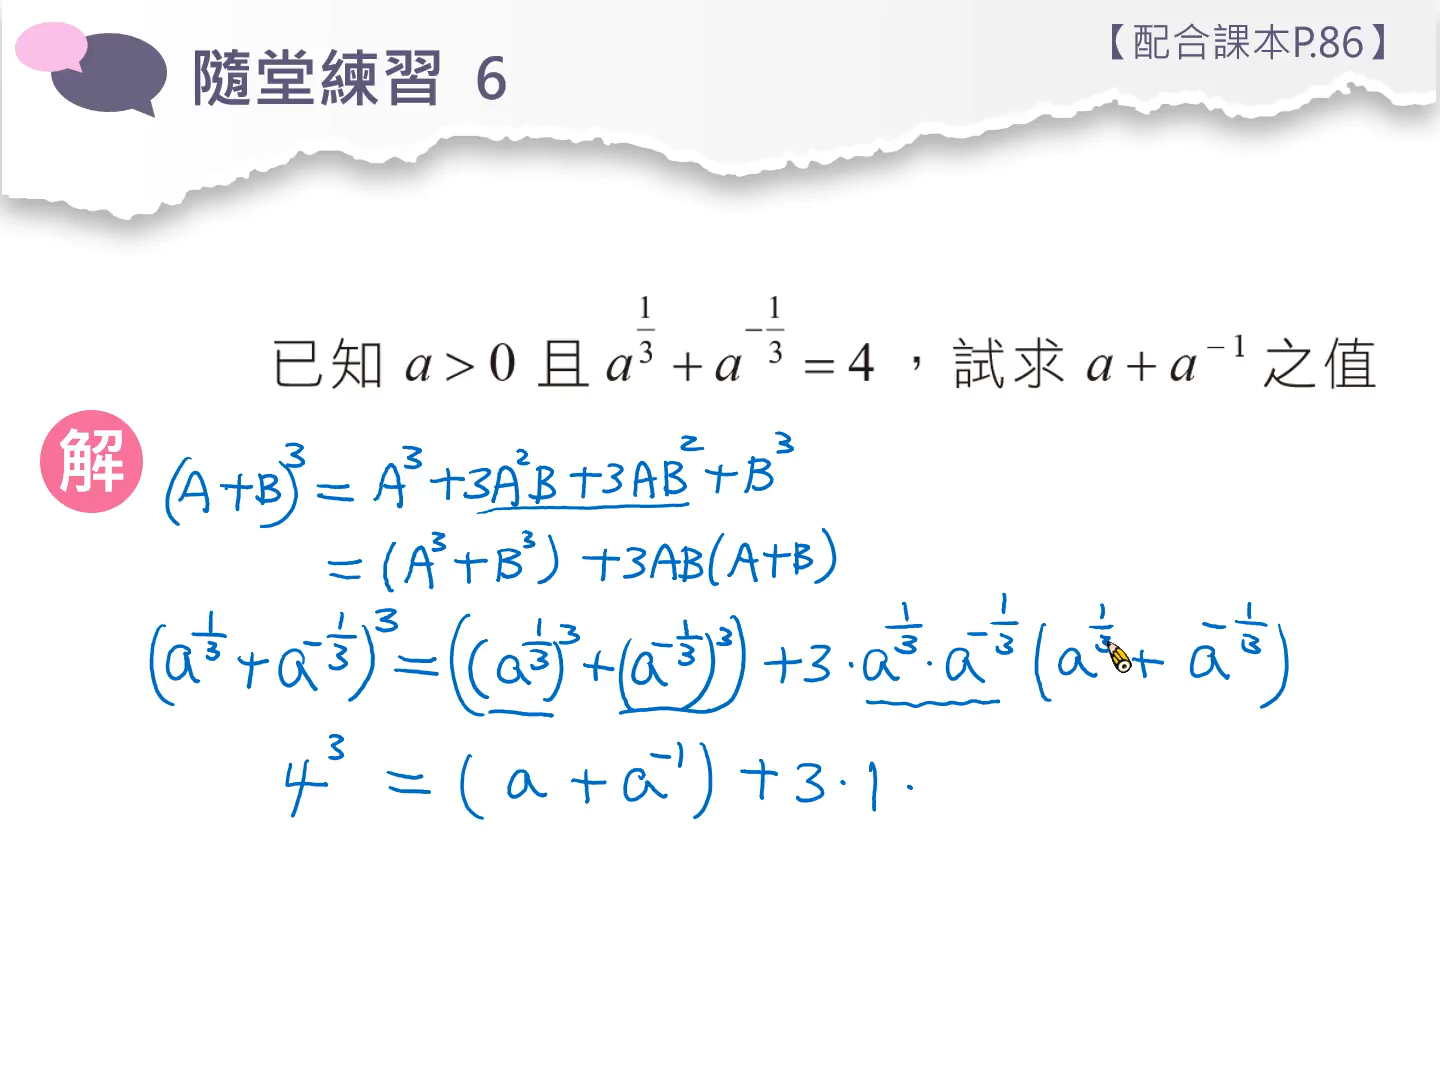 隨堂練習 6
【配合課本P.86】
已知 a > 0 且 a^{1/3} + a^{-1/3} = 4 ，試求 a + a^{-1} 之值
解
(A+B)^3 = A^3 +3A^2B +3AB^2 +B^3
= (A^3+B^3) +3AB(A+B)
(a^{1/3} + a^{-1/3})^3 = ((a^{1/3})^3 + (a^{-1/3})^3) + 3·a^{1/3}·a^{-1/3} (a^{1/3} + a^{-1/3})
4^3 = (a + a^{-1}) + 3·1·